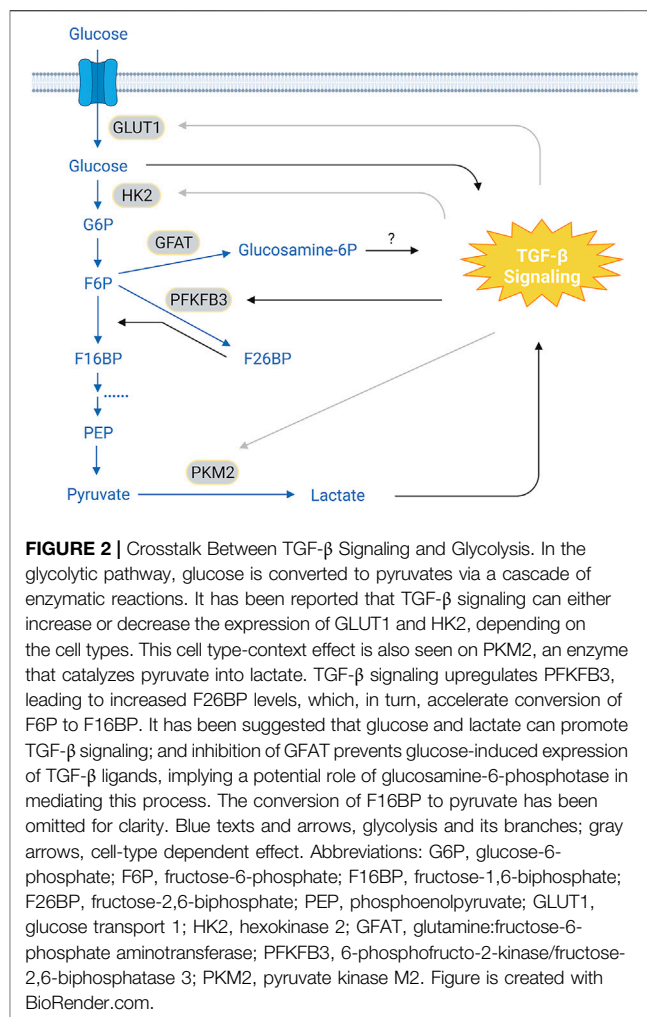 Glucose
GLUT1
Glucose
HK2
G6P
GFAT
Glucosamine-6P
?
TGF-β
Signaling
F6P
PFKFB3
F16BP
F26BP
......
PEP
PKM2
Pyruvate
Lactate
FIGURE 2 | Crosstalk Between TGF-β Signaling and Glycolysis. In the
glycolytic pathway, glucose is converted to pyruvates via a cascade of
enzymatic reactions. It has been reported that TGF-β signaling can either
increase or decrease the expression of GLUT1 and HK2, depending on
the cell types. This cell type-context effect is also seen on PKM2, an enzyme
that catalyzes pyruvate into lactate. TGF-β signaling upregulates PFKFB3,
leading to increased F26BP levels, which, in turn, accelerate conversion of
F6P to F16BP. It has been suggested that glucose and lactate can promote
TGF-β signaling; and inhibition of GFAT prevents glucose-induced expression
of TGF-β ligands, implying a potential role of glucosamine-6-phosphotase in
mediating this process. The conversion of F16BP to pyruvate has been
omitted for clarity. Blue texts and arrows, glycolysis and its branches; gray
arrows, cell-type dependent effect. Abbreviations: G6P, glucose-6-
phosphate; F6P, fructose-6-phosphate; F16BP, fructose-1,6-biphosphate;
F26BP, fructose-2,6-biphosphate; PEP, phosphoenolpyruvate; GLUT1,
glucose transport 1; HK2, hexokinase 2; GFAT, glutamine:fructose-6-
phosphate aminotransferase; PFKFB3, 6-phosphofructo-2-kinase/fructose-
2,6-biphosphatase 3; PKM2, pyruvate kinase M2. Figure is created with
BioRender.com.